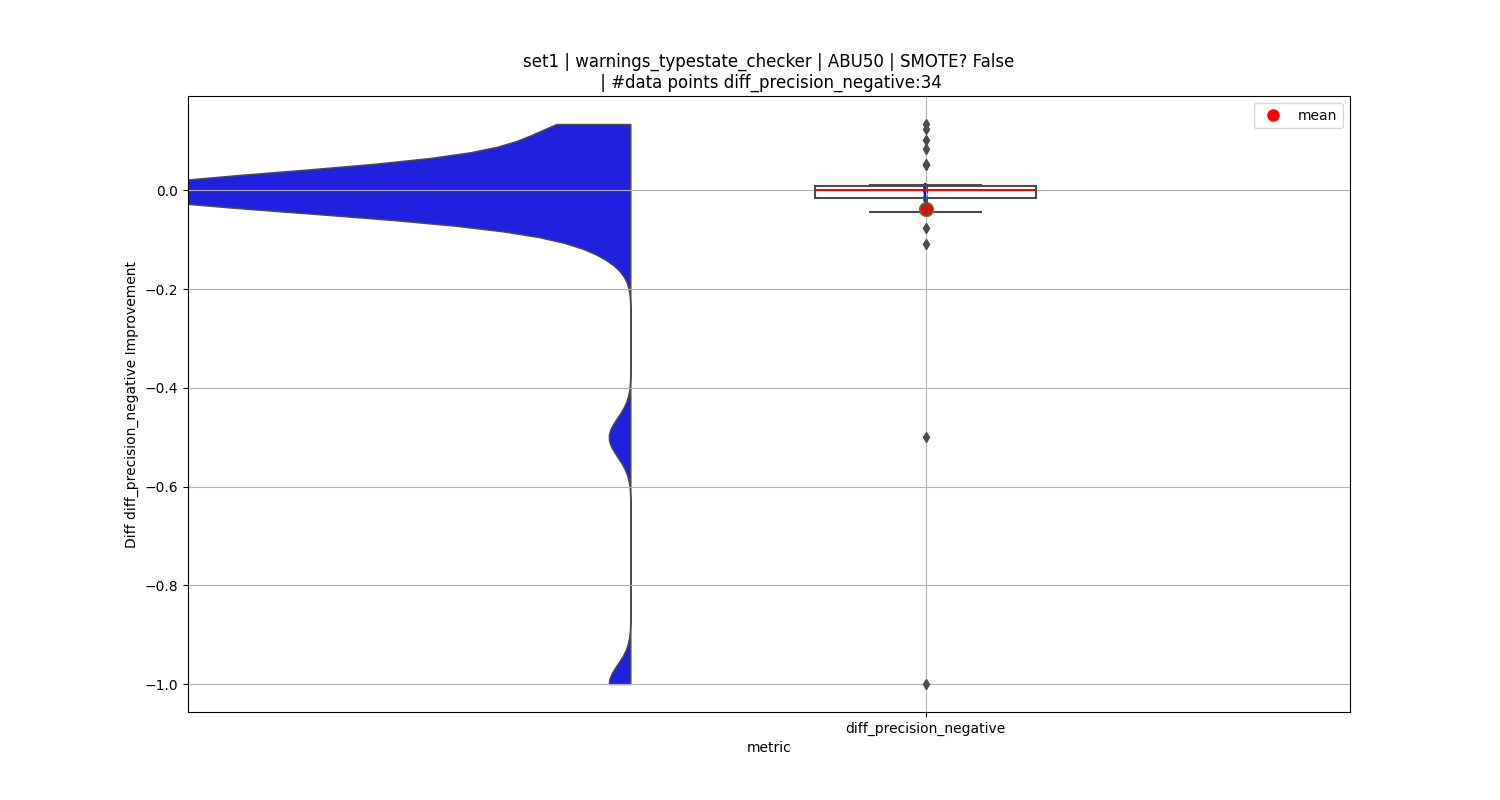 set1 | warnings_typestate_checker | ABU50 | SMOTE? False
| #data points diff_precision_negative:34
mean
Diff diff_precision_negative Improvement
0.0
−0.2
−0.4
−0.6
−0.8
−1.0
diff_precision_negative
metric